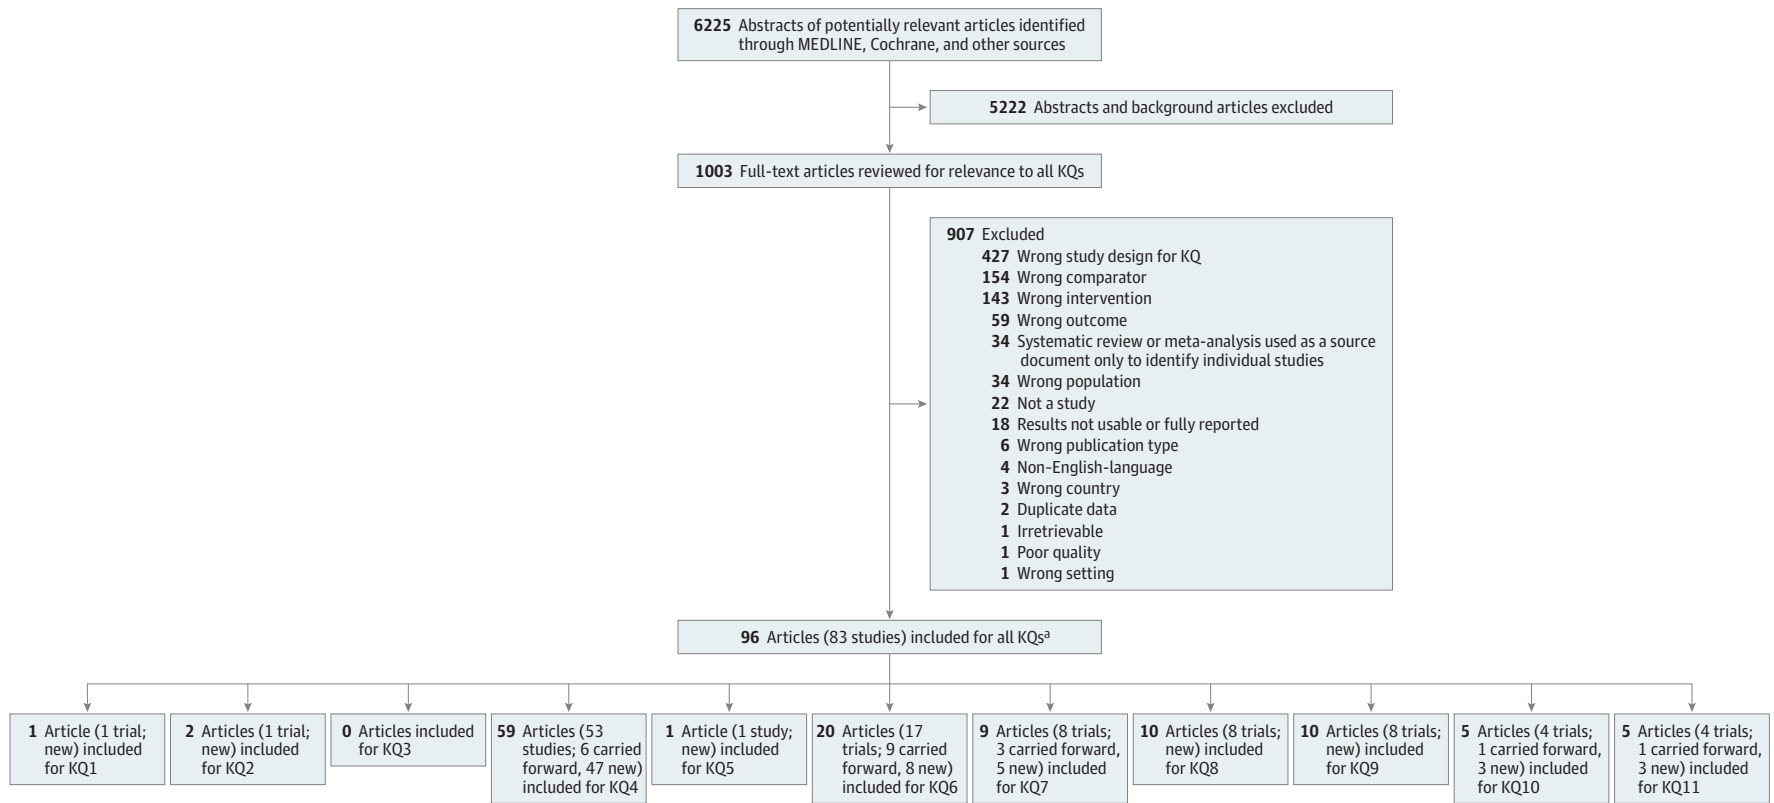 6225 Abstracts of potentially relevant articles identified
through MEDLINE, Cochrane, and other sources
5222 Abstracts and background articles excluded
1003 Full-text articles reviewed for relevance to all KQs
907 Excluded
427 Wrong study design for KQ
154 Wrong comparator
143 Wrong intervention
59 Wrong outcome
34 Systematic review or meta-analysis used as a source
document only to identify individual studies
34 Wrong population
22 Not a study
18 Results not usable or fully reported
6 Wrong publication type
4 Non-English-language
3 Wrong country
2 Duplicate data
1 Irretrievable
1 Poor quality
1 Wrong setting
96 Articles (83 studies) included for all KQsa
1 Article (1 trial;
new) included
for KQ1
2 Articles (1 trial;
new) included
for KQ2
0 Articles included
for KQ3
59 Articles (53
studies; 6 carried
forward, 47 new)
included for KQ4
1 Article (1 study;
new) included
for KQ5
20 Articles (17
trials; 9 carried
forward, 8 new)
included for KQ6
9 Articles (8 trials;
3 carried forward,
5 new) included
for KQ7
10 Articles (8 trials;
new) included
for KQ8
10 Articles (8 trials;
new) included
for KQ9
5 Articles (4 trials;
1 carried forward,
3 new) included
for KQ10
5 Articles (4 trials;
1 carried forward,
3 new) included
for KQ11